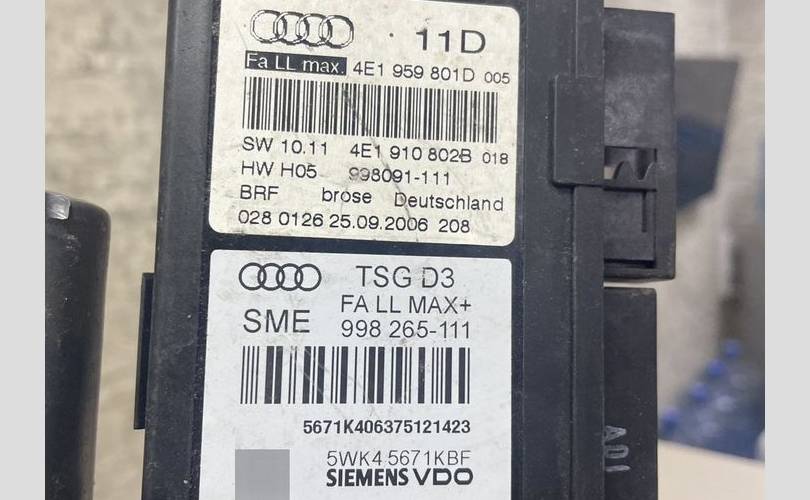 11D
Fa LL max. 4E1 959 801D 005
SW 10.11 4E1 910 802B 018
HW H05 998091-111
BRF brose Deutschland
028 0126 25.09.2006 208
TSG D3
FA LL MAX+
SME 998 265-111
5671K406375121423
5WK4 5671KBF
SIEMENS VDO